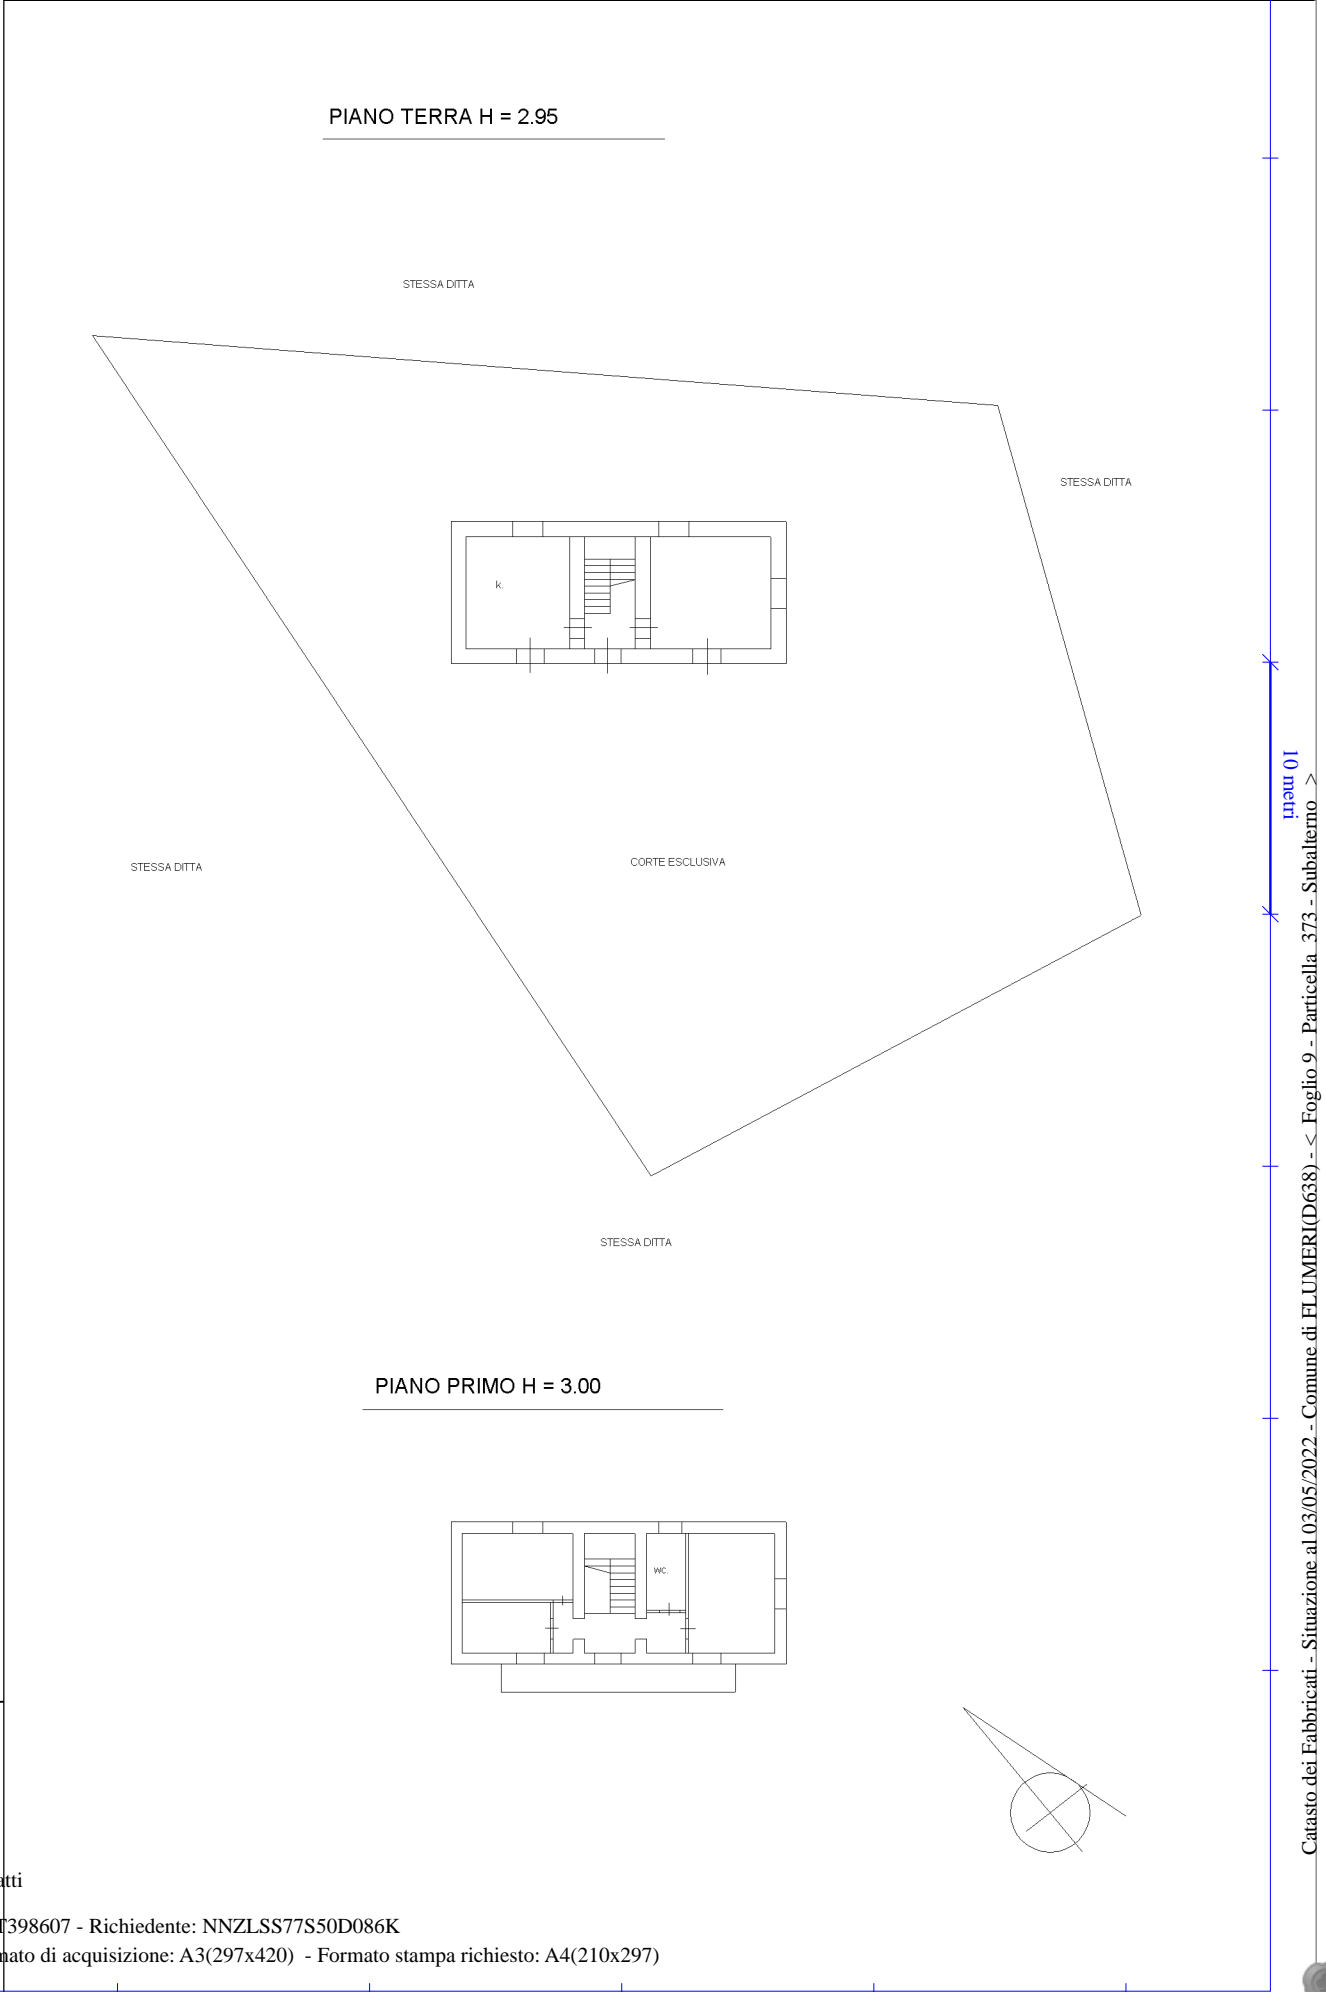 PIANO TERRA H = 2.95
STESSA DITTA
STESSA DITTA
k.
10 metri
CORTE ESCLUSIVA
STESSA DITTA
STESSA DITTA
PIANO PRIMO H = 3.00
WC.
Catasto dei Fabbricati - Situazione al 03/05/2022 - Comune di FLUMERI(D638) - < Foglio 9 - Particella 373 - Subalterno >
atti
T398607 - Richiedente: NNZLSS77S50D086K
mato di acquisizione: A3(297x420) - Formato stampa richiesto: A4(210x297)